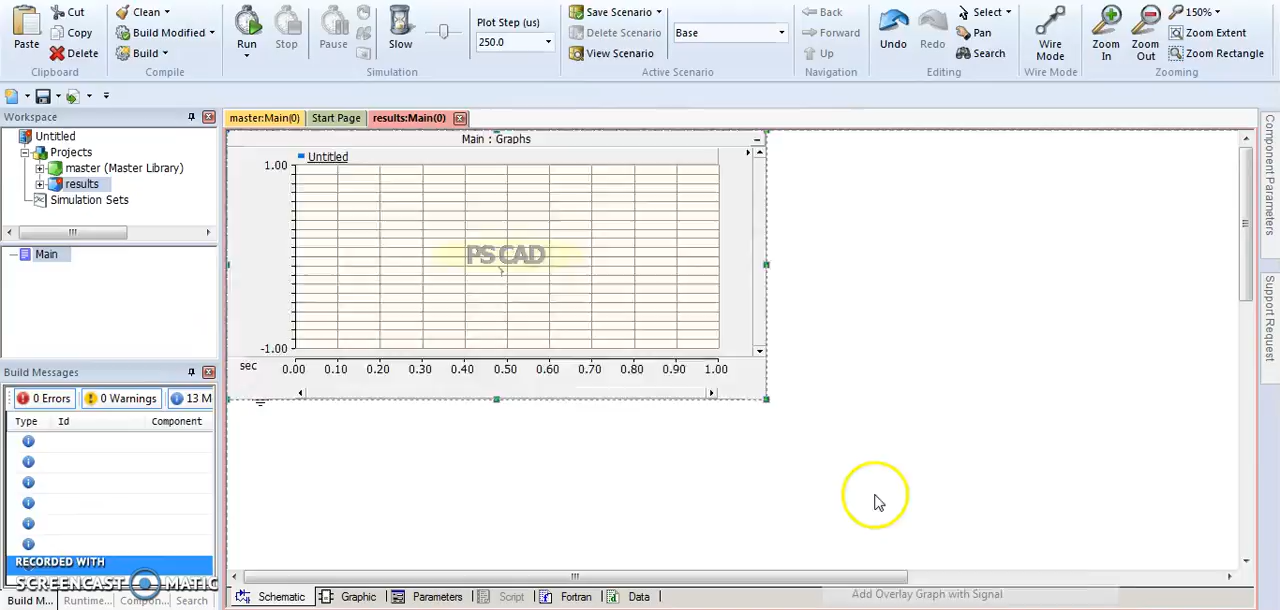 Paste
Cut
Copy
Delete
Clipboard
Clean
Build Modified
Build
Compile
Run
Stop
Pause
Slow
Plot Step (us)
250.0
Simulation
Save Scenario
Delete Scenario
View Scenario
Base
Active Scenario
Back
Forward
Up
Navigation
Undo
Redo
Select
Pan
Search
Editing
Wire
Mode
Wire Mode
Zoom
In
Zoom
Out
150%
Zoom Extent
Zoom Rectangle
Zooming
Workspace
Untitled
Projects
master (Master Library)
results
Simulation Sets
Main
Build Messages
0 Errors
0 Warnings
13 M
Type Id Component
RECORDED WITH
SCREENCAST MATIC
Build M...
Runtime...
Compon...
Search
master:Main(0)
Start Page
results:Main(0)
Main : Graphs
Untitled
1.00
PSCAD
-1.00
sec
0.00 0.10 0.20 0.30 0.40 0.50 0.60 0.70 0.80 0.90 1.00
Component Parameters
Support Request
Schematic
Graphic
Parameters
Script
Fortran
Data
Add Overlay Graph with Signal